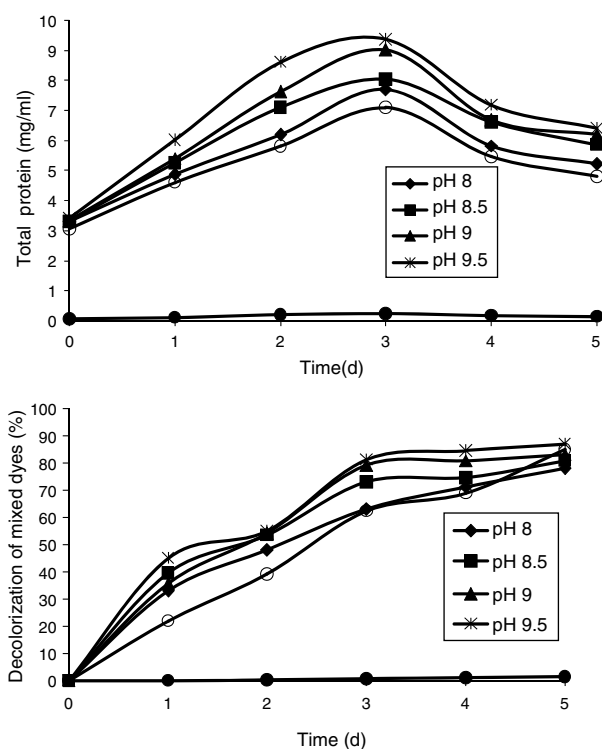 Total protein (mg/ml)
10
9
8
7
6
5
4
3
2
1
0
0 1 2 3 4 5
Time(d)
pH 8
pH 8.5
pH 9
pH 9.5
Decolorization of mixed dyes (%)
100
90
80
70
60
50
40
30
20
10
0
0 1 2 3 4 5
Time (d)
pH 8
pH 8.5
pH 9
pH 9.5